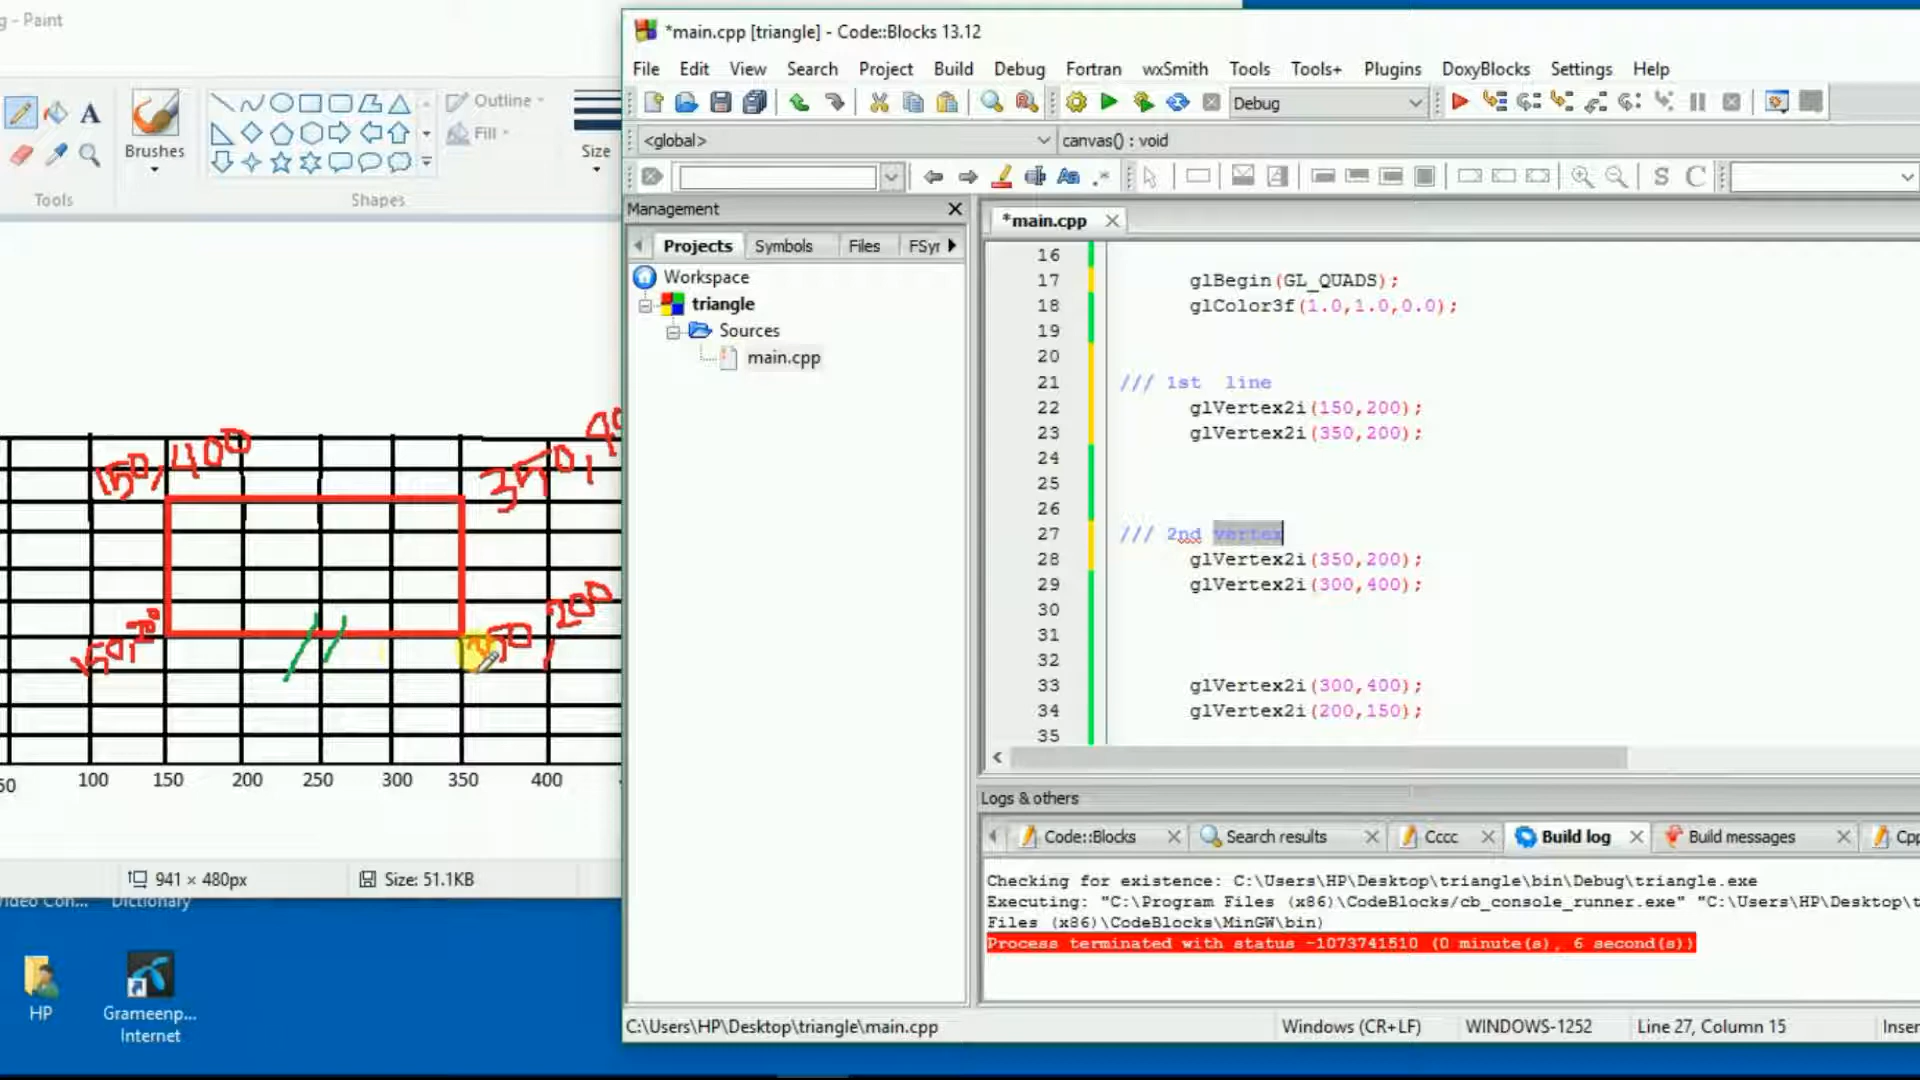 g - Paint
Brushes
Outline
Fill
Size
Tools
Shapes
150, 400
350, 40
150, 200
350, 200
50
100
150
200
250
300
350
400
941 × 480px
Size: 51.1KB
Video Con...
Dictionary
HP
Grameenp...
Internet
*main.cpp [triangle] - Code::Blocks 13.12
File Edit View Search Project Build Debug Fortran wxSmith Tools Tools+ Plugins DoxyBlocks Settings Help
Debug
<global>
canvas() : void
Management
Projects Symbols Files FSyr
Workspace
triangle
Sources
main.cpp
*main.cpp
16
17 glBegin(GL_QUADS);
18 glColor3f(1.0,1.0,0.0);
19
20
21 /// 1st line
22 glVertex2i(150,200);
23 glVertex2i(350,200);
24
25
26
27 /// 2nd vertex
28 glVertex2i(350,200);
29 glVertex2i(300,400);
30
31
32
33 glVertex2i(300,400);
34 glVertex2i(200,150);
35
Logs & others
Code::Blocks Search results Cccc Build log Build messages Cpp
Checking for existence: C:\Users\HP\Desktop\triangle\bin\Debug\triangle.exe
Executing: "C:\Program Files (x86)\CodeBlocks/cb_console_runner.exe" "C:\Users\HP\Desktop\t
Files (x86)\CodeBlocks\MinGW\bin)
Process terminated with status -1073741510 (0 minute(s), 6 second(s))
C:\Users\HP\Desktop\triangle\main.cpp
Windows (CR+LF)
WINDOWS-1252
Line 27, Column 15
Inser